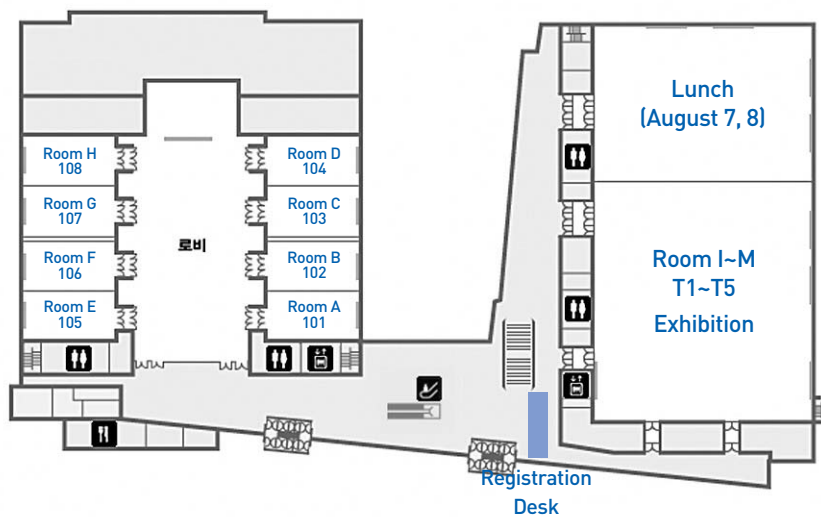 Room H
108
Room G
107
Room F
106
Room E
105
로비
Room D
104
Room C
103
Room B
102
Room A
101
Lunch
(August 7, 8)
Room I~M
T1~T5
Exhibition
Registration
Desk